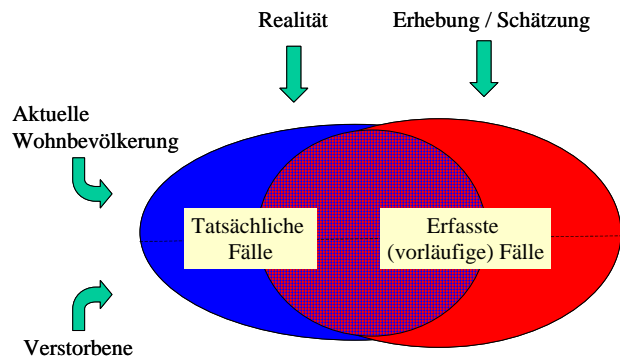 Realität
Erhebung / Schätzung
Aktuelle
Wohnbevölkerung
Tatsächliche
Fälle
Erfasste
(vorläufige) Fälle
Verstorbene